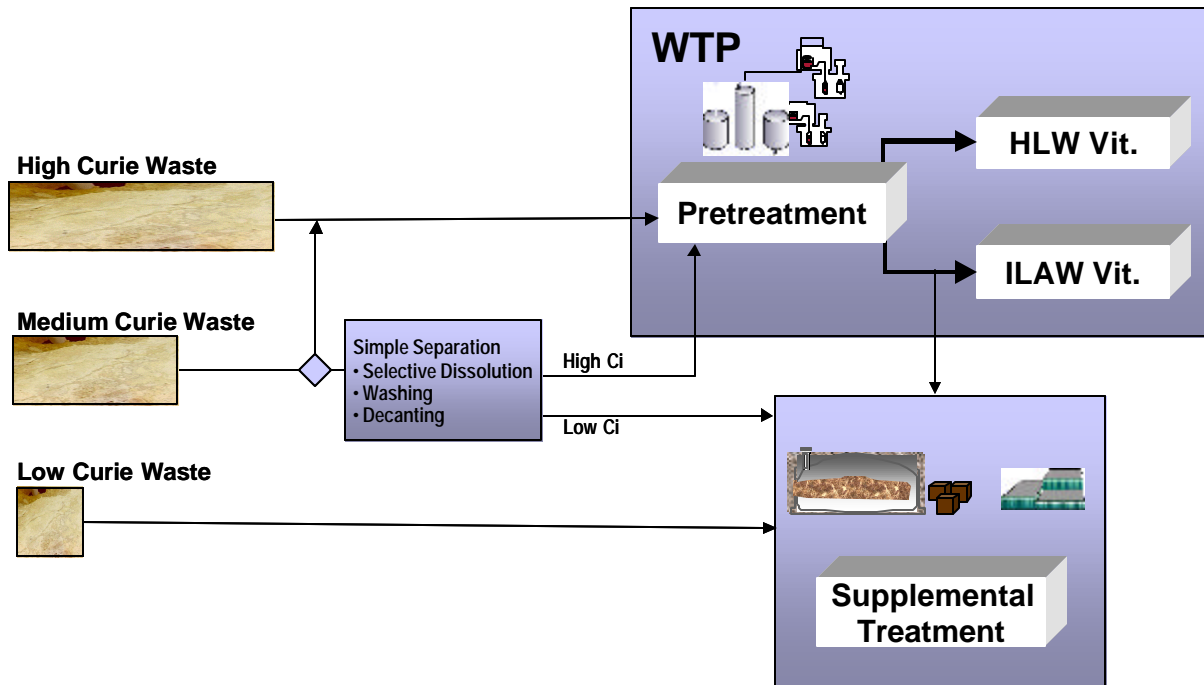 WTP
HLW Vit.
High Curie Waste
Pretreatment
ILAW Vit.
Medium Curie Waste
Simple Separation
• Selective Dissolution
• Washing
• Decanting
High Ci
Low Ci
Low Curie Waste
Supplemental
Treatment